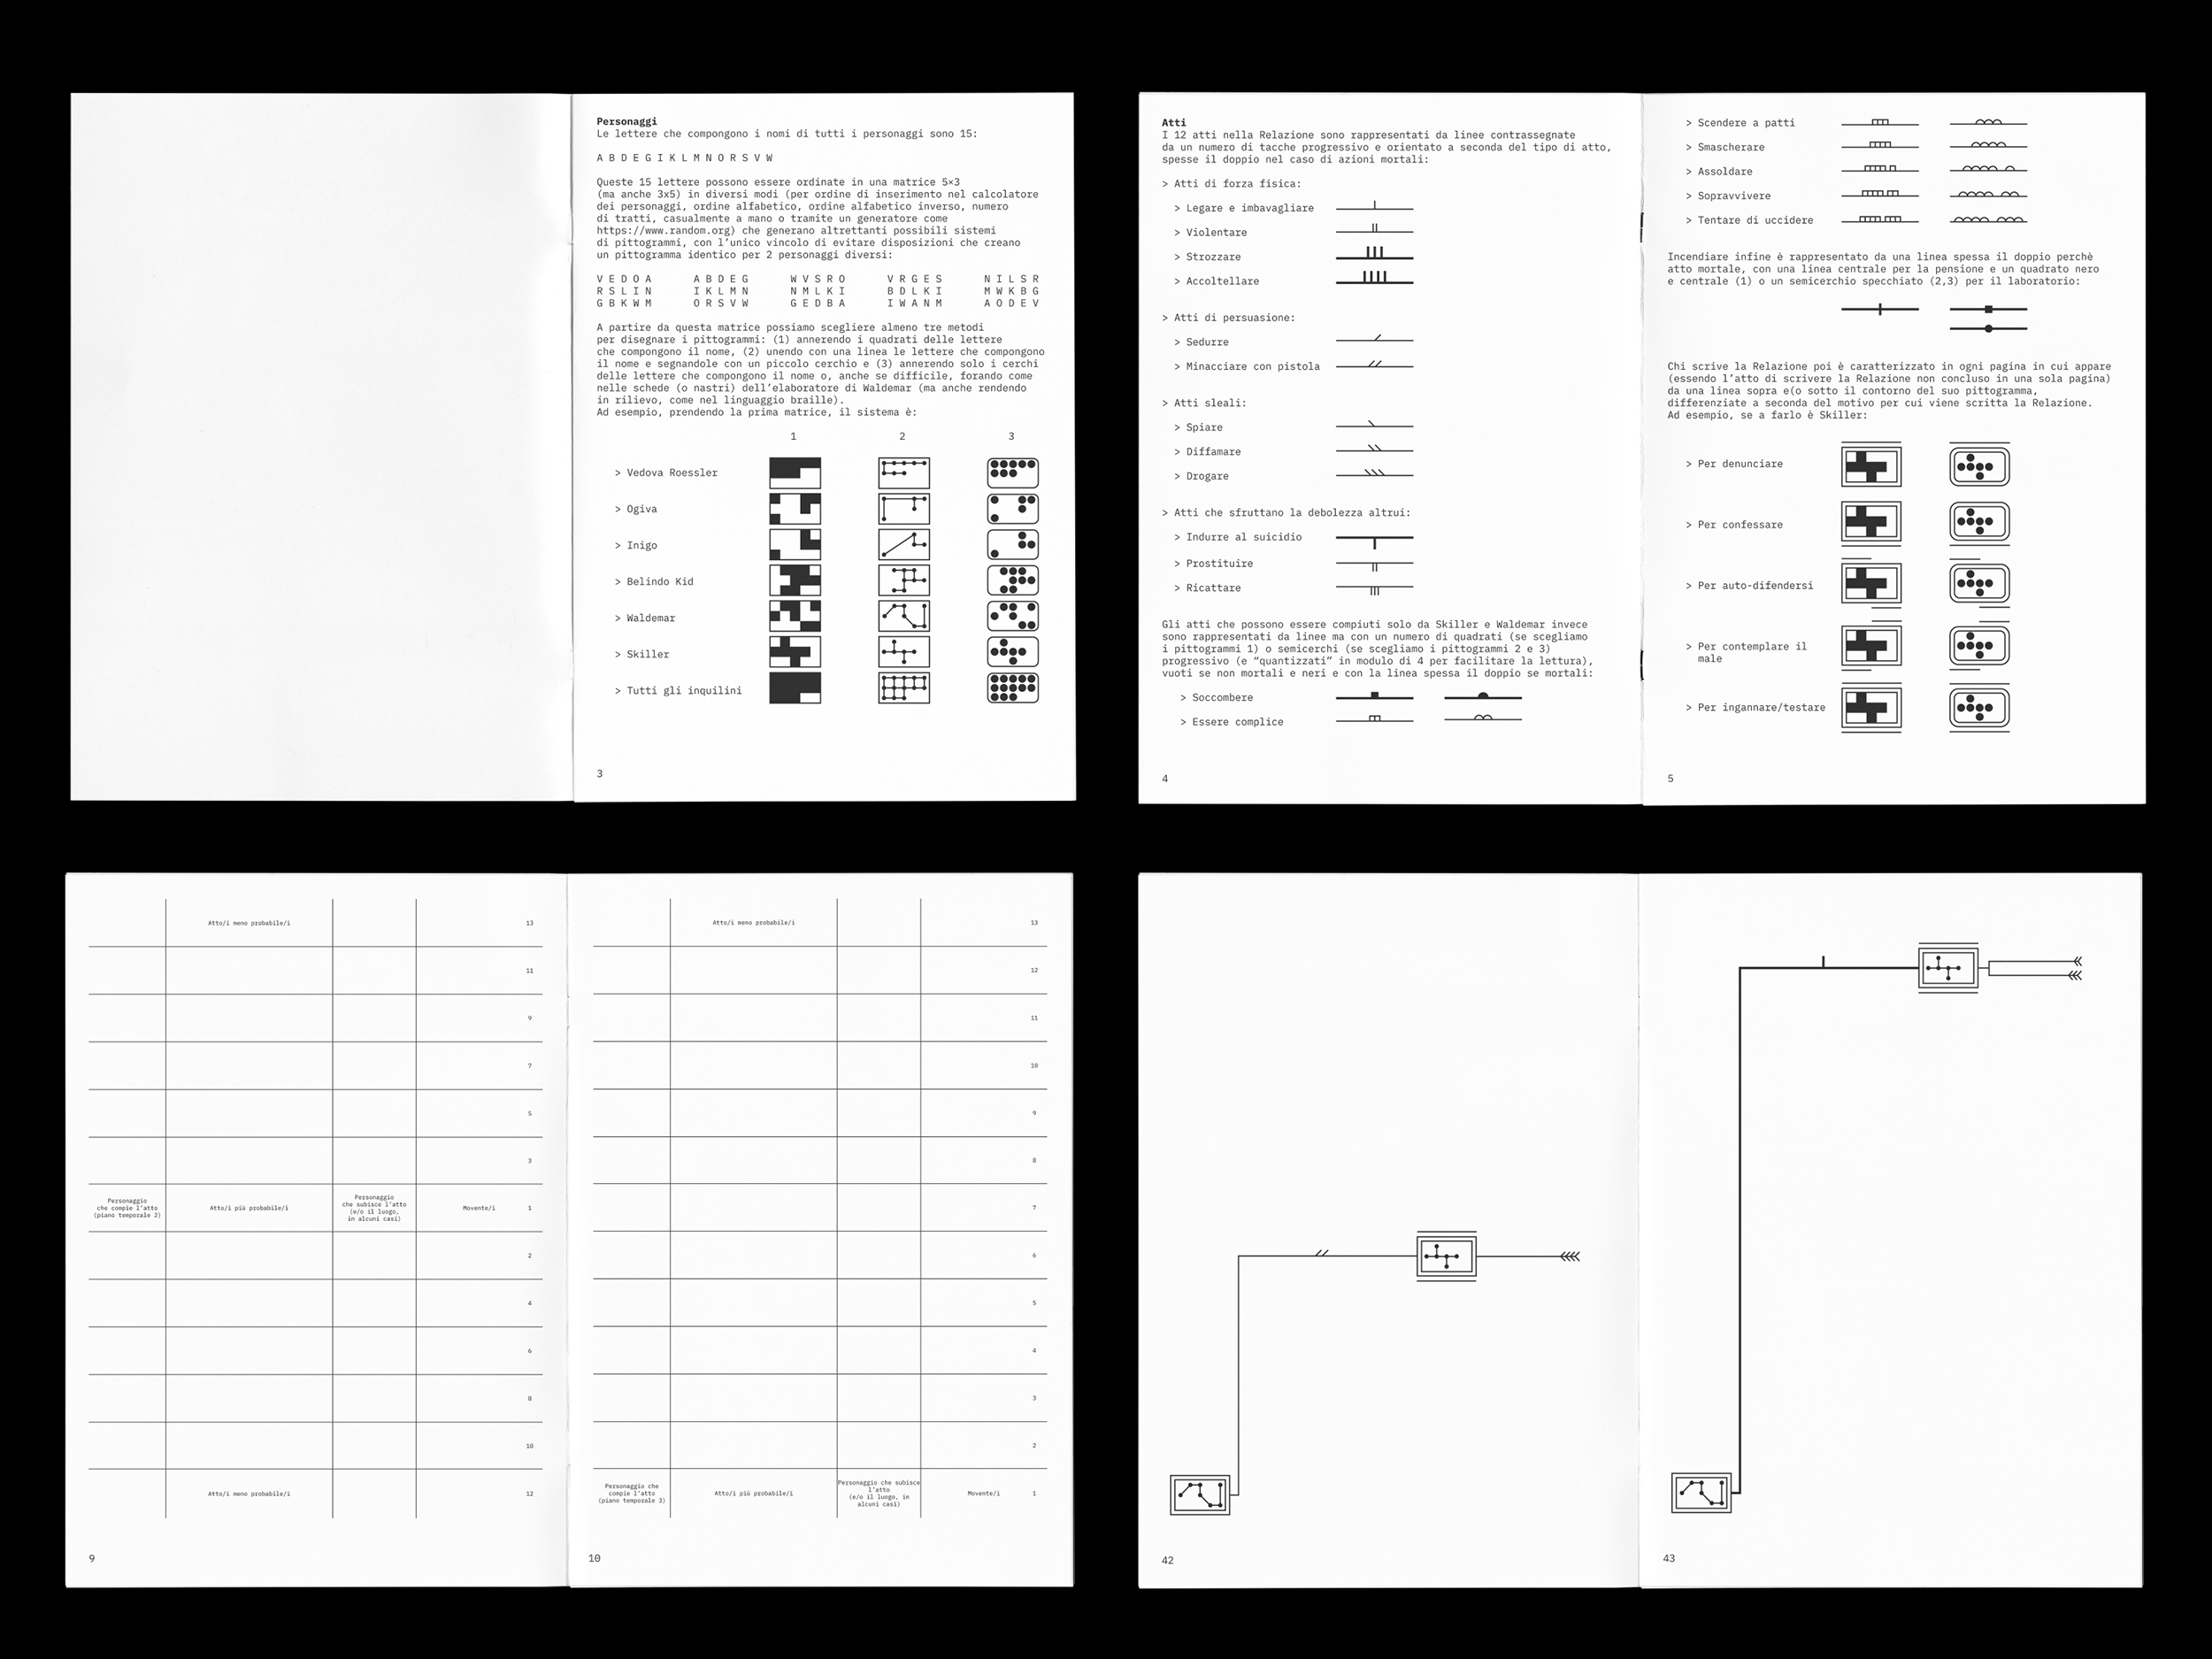 Personaggi
Le lettere che compongono i nomi di tutti i personaggi sono 15:
A B D E G I K L M N O R S V W
Queste 15 lettere possono essere ordinate in una matrice 5×3
(ma anche 3x5) in diversi modi (per ordine di inserimento nel calcolatore
dei personaggi, ordine alfabetico, ordine alfabetico inverso, numero
di tratti, casualmente a mano o tramite un generatore come
https://www.random.org) che generano altrettanti possibili sistemi
di pittogrammi, con l’unico vincolo di evitare disposizioni che creano
un pittogramma identico per 2 personaggi diversi:
V E D O A A B D E G W V S R O V R G E S N I L S R
R S L I N I K L M N N M L K I B D L K I M W K B G
G B K W M O R S V W G E D B A I W A N M A O D E V
A partire da questa matrice possiamo scegliere almeno tre metodi
per disegnare i pittogrammi: (1) annerendo i quadrati delle lettere
che compongono il nome, (2) unendo con una linea le lettere che compongono
il nome e segnandole con un piccolo cerchio e (3) annerendo solo i cerchi
delle lettere che compongono il nome o, anche se difficile, forando come
nelle schede (o nastri) dell’elaboratore di Waldemar (ma anche rendendo
in rilievo, come nel linguaggio braille).
Ad esempio, prendendo la prima matrice, il sistema è:
1 2 3
> Vedova Roessler
> Ogiva
> Inigo
> Belindo Kid
> Waldemar
> Skiller
> Tutti gli inquilini
3
Atti
I 12 atti nella Relazione sono rappresentati da linee contrassegnate
da un numero di tacche progressivo e orientato a seconda del tipo di atto,
spesse il doppio nel caso di azioni mortali:
> Atti di forza fisica:
> Legare e imbavagliare
> Violentare
> Strozzare
> Accoltellare
> Atti di persuasione:
> Sedurre
> Minacciare con pistola
> Atti sleali:
> Spiare
> Diffamare
> Drogare
> Atti che sfruttano la debolezza altrui:
> Indurre al suicidio
> Prostituire
> Ricattare
Gli atti che possono essere compiuti solo da Skiller e Waldemar invece
sono rappresentati da linee ma con un numero di quadrati (se scegliamo
i pittogrammi 1) o semicerchi (se scegliamo i pittogrammi 2 e 3)
progressivo (e “quantizzati” in modulo di 4 per facilitare la lettura),
vuoti se non mortali e neri e con la linea spessa il doppio se mortali:
> Soccombere
> Essere complice
4
> Scendere a patti
> Smascherare
> Assoldare
> Sopravvivere
> Tentare di uccidere
Incendiare infine è rappresentato da una linea spessa il doppio perchè
atto mortale, con una linea centrale per la pensione e un quadrato nero
e centrale (1) o un semicerchio specchiato (2,3) per il laboratorio:
Chi scrive la Relazione poi è caratterizzato in ogni pagina in cui appare
(essendo l’atto di scrivere la Relazione non concluso in una sola pagina)
da una linea sopra e(o sotto il contorno del suo pittogramma,
differenziate a seconda del motivo per cui viene scritta la Relazione.
Ad esempio, se a farlo è Skiller:
> Per denunciare
> Per confessare
> Per auto-difendersi
> Per contemplare il
male
> Per ingannare/testare
5
Atto/i meno probabile/i 13
11
9
7
5
3
Personaggio
che compie l’atto
(piano temporale 2)
Atto/i più probabile/i
Personaggio
che subisce l’atto
(e/o il luogo,
in alcuni casi)
Movente/i 1
2
4
6
8
10
Atto/i meno probabile/i 12
9
Atto/i meno probabile/i 13
12
11
10
9
8
7
6
5
4
3
2
Personaggio che
compie l’atto
(piano temporale 3)
Atto/i più probabile/i
Personaggio che subisce
l’atto
(e/o il luogo, in
alcuni casi)
Movente/i 1
10
42
43